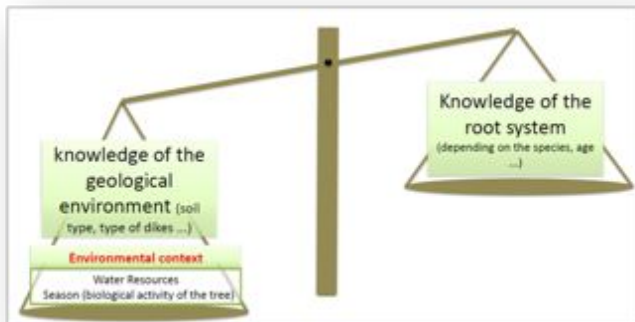 knowledge of the
geological
environment (soil
type, type of dikes ...)
Environmental context
Water Resources
Season (biological activity of the tree)
Knowledge of the
root system
(depending on the species, age
...)